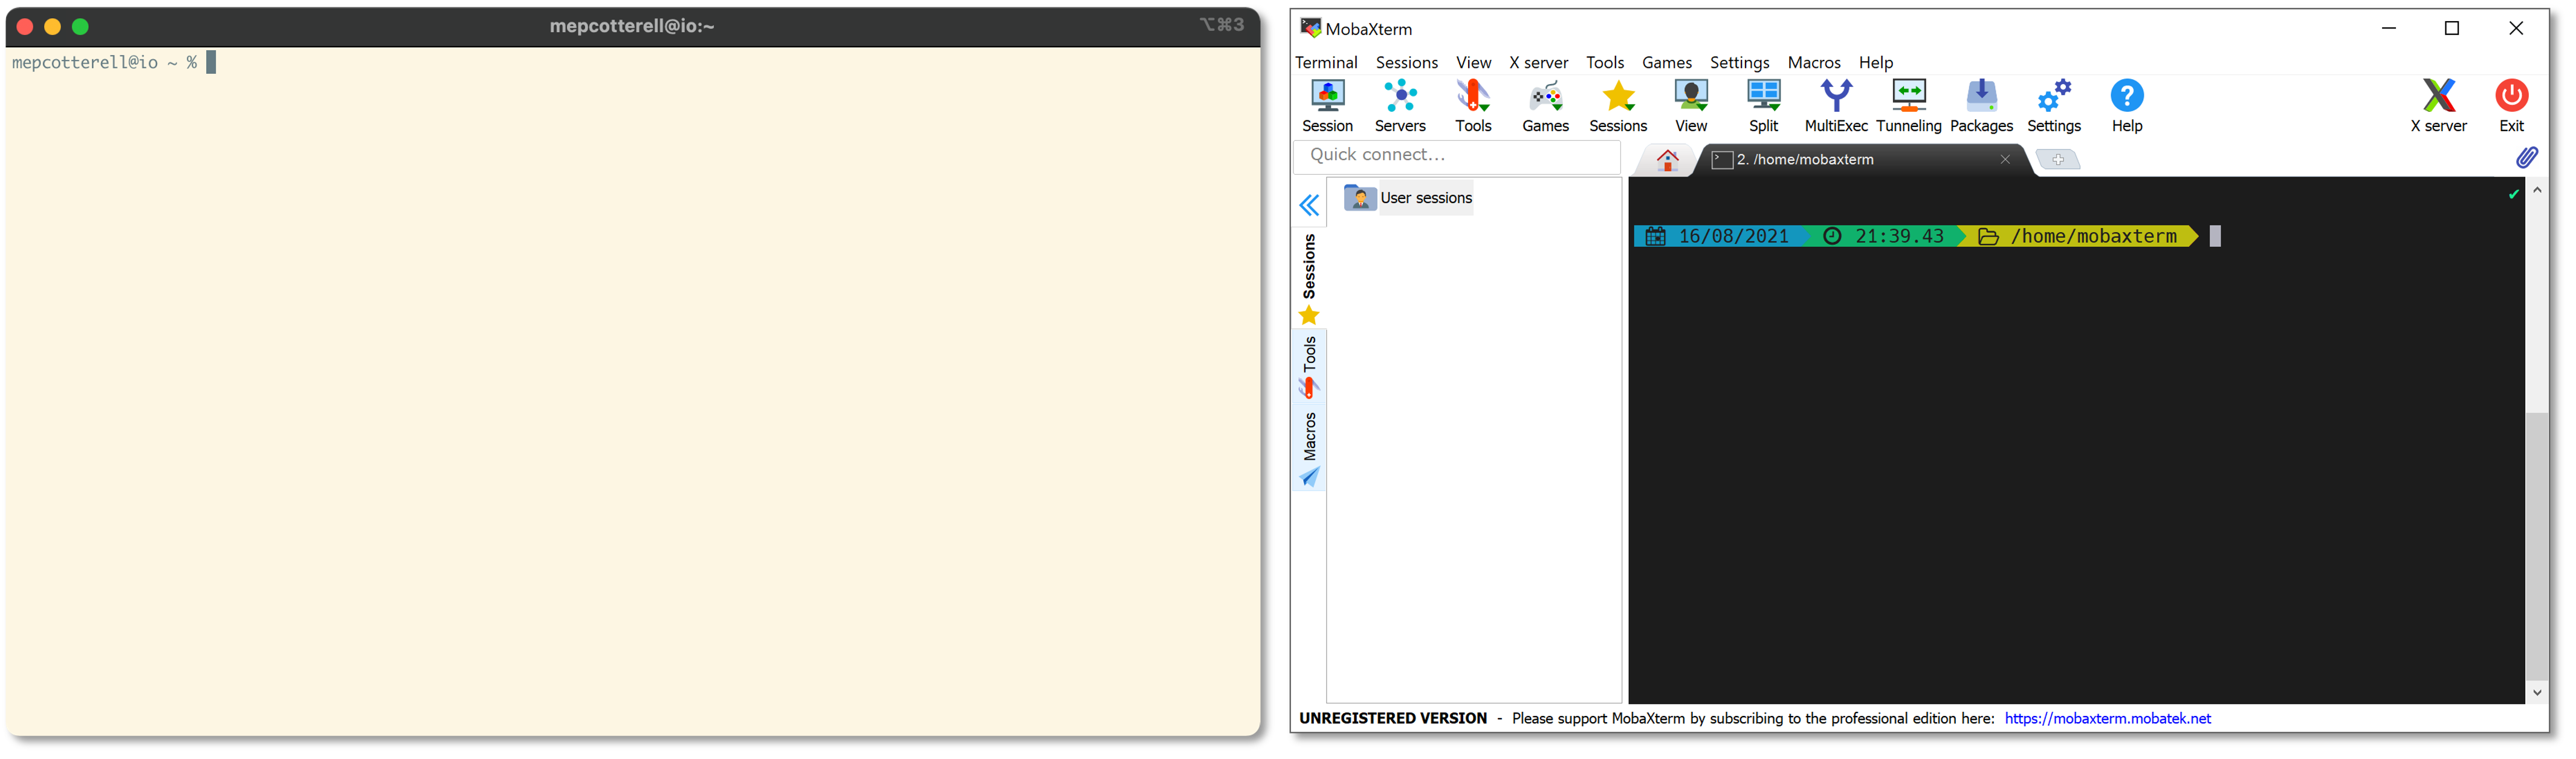 mepcotterell@io:~
⌥⌘3
mepcotterell@io ~ %
MobaXterm
Terminal Sessions View X server Tools Games Settings Macros Help
Session Servers Tools Games Sessions View Split MultiExec Tunneling Packages Settings Help X server Exit
Quick connect...
2. /home/mobaxterm
User sessions
Sessions
Tools
Macros
16/08/2021 21:39.43 /home/mobaxterm
UNREGISTERED VERSION - Please support MobaXterm by subscribing to the professional edition here: https://mobaxterm.mobatek.net